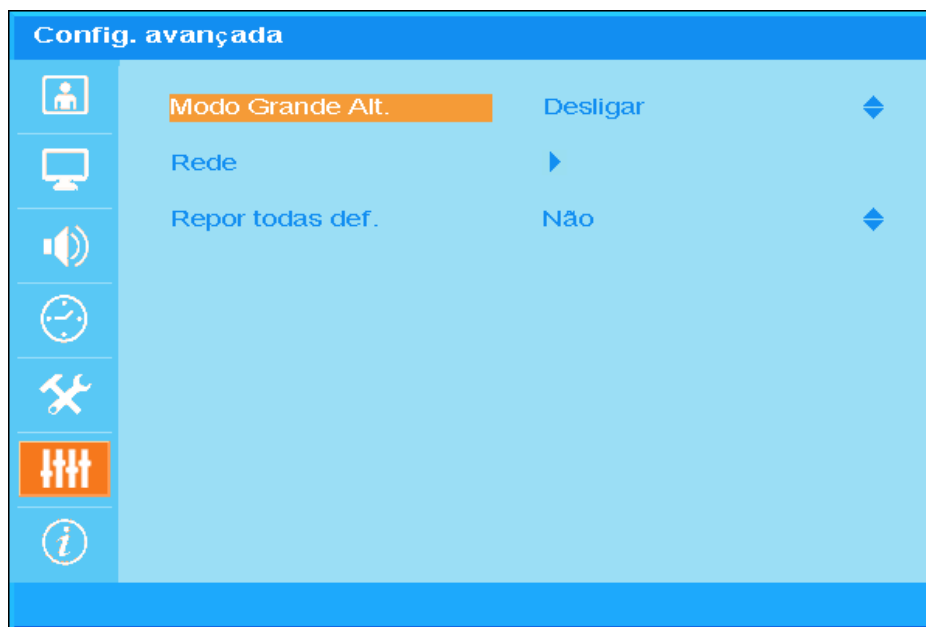 Config. avançada
Modo Grande Alt. Desligar
Rede
Repor todas def. Não